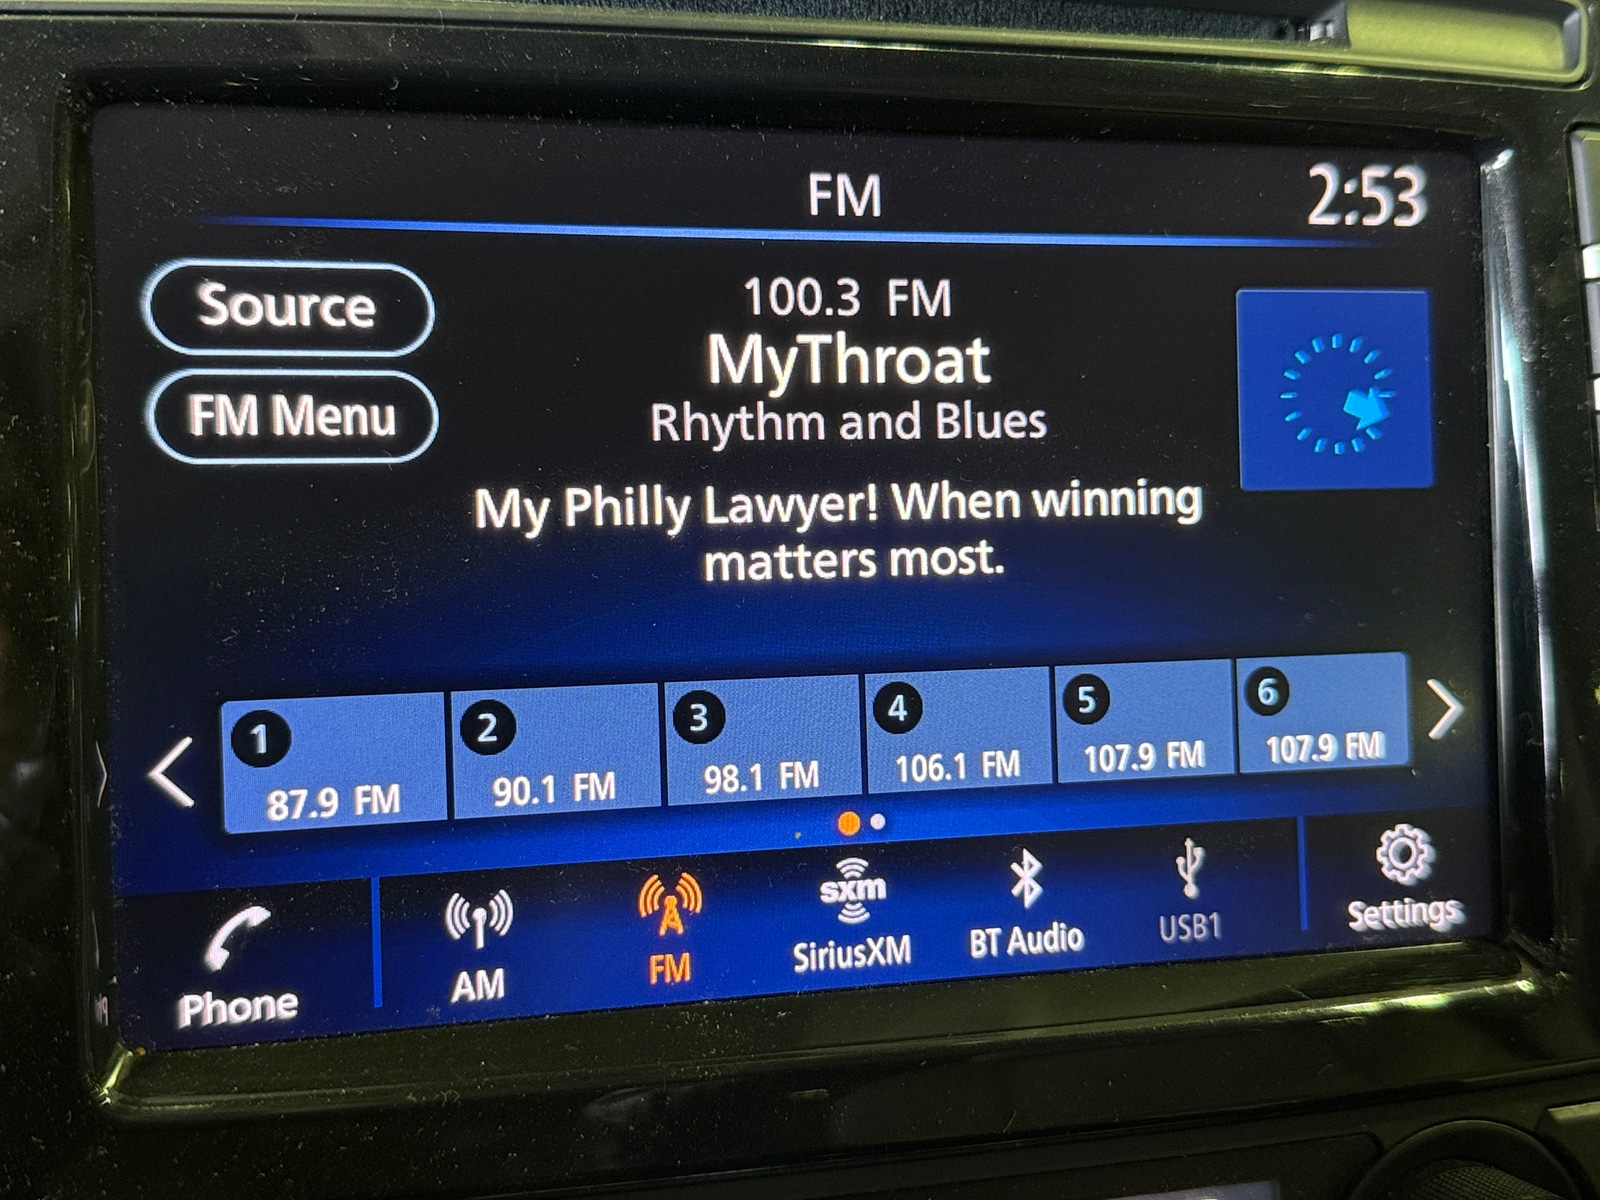 FM
2:53
Source
100.3 FM
MyThroat
FM Menu
Rhythm and Blues
My Philly Lawyer! When winning
matters most.
1
2
3
4
5
6
87.9 FM
90.1 FM
98.1 FM
106.1 FM
107.9 FM
107.9 FM
Phone
AM
FM
sxm
SiriusXM
BT Audio
USB1
Settings